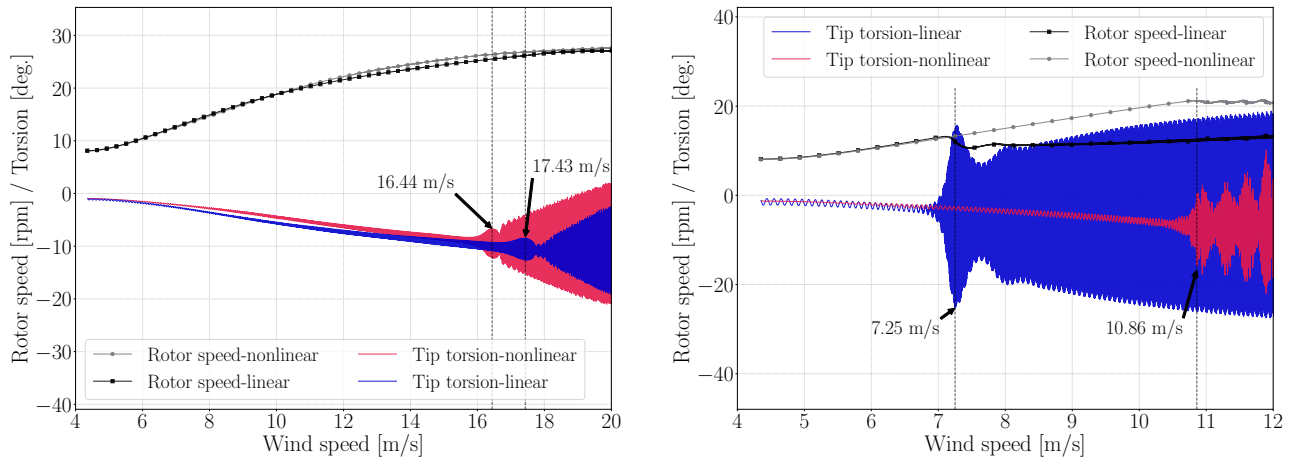 Rotor speed [rpm] / Torsion [deg.]
30
20
10
0
−10
−20
−30
−40
16.44 m/s
17.43 m/s
Rotor speed-nonlinear
Rotor speed-linear
Tip torsion-nonlinear
Tip torsion-linear
4 6 8 10 12 14 16 18 20
Wind speed [m/s]
Rotor speed [rpm] / Torsion [deg.]
40
20
0
−20
−40
Tip torsion-linear
Tip torsion-nonlinear
Rotor speed-linear
Rotor speed-nonlinear
7.25 m/s
10.86 m/s
4 5 6 7 8 9 10 11 12
Wind speed [m/s]